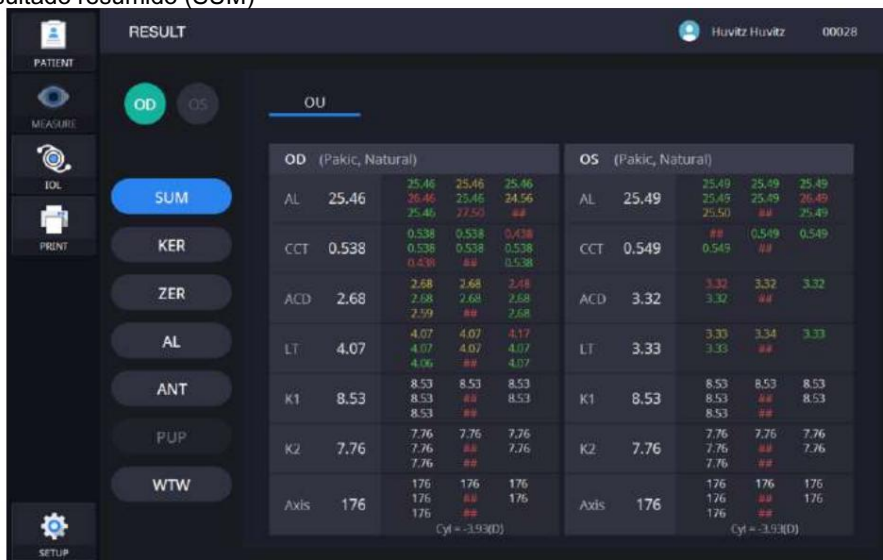 ultado resumido (SUM)
RESULT
Huvitz Huvitz 00028
PATIENT
MEASURE
IOL
PRINT
SETUP
OD OS
SUM
KER
ZER
AL
ANT
PUP
WTW
OU
OD (Pakic, Natural)
AL 25.46
25.46 25.46 25.46
26.46 25.46 24.56
25.46 27.50 ##
CCT 0.538
0.538 0.538 0.438
0.538 0.538 0.538
0.438 ## 0.538
ACD 2.68
2.68 2.68 2.48
2.68 2.68 2.68
2.59 ## 2.68
LT 4.07
4.07 4.07 4.17
4.07 4.07 4.07
4.06 ## 4.07
K1 8.53
8.53 8.53 8.53
8.53 ## 8.53
8.53 ##
K2 7.76
7.76 7.76 7.76
7.76 ## 7.76
7.76 ##
Axis 176
176 176 176
176 ## 176
176 ##
Cyl = -3.93(D)
OS (Pakic, Natural)
AL 25.49
25.49 25.49 25.49
25.49 25.49 26.49
25.50 ## 25.49
CCT 0.549
## 0.549 0.549
0.549 ##
ACD 3.32
3.32 3.32 3.32
3.32 ##
LT 3.33
3.33 3.34 3.33
3.33 ##
K1 8.53
8.53 8.53 8.53
8.53 ## 8.53
8.53 ##
K2 7.76
7.76 7.76 7.76
7.76 ## 7.76
7.76 ##
Axis 176
176 176 176
176 ## 176
176 ##
Cyl = -3.93(D)